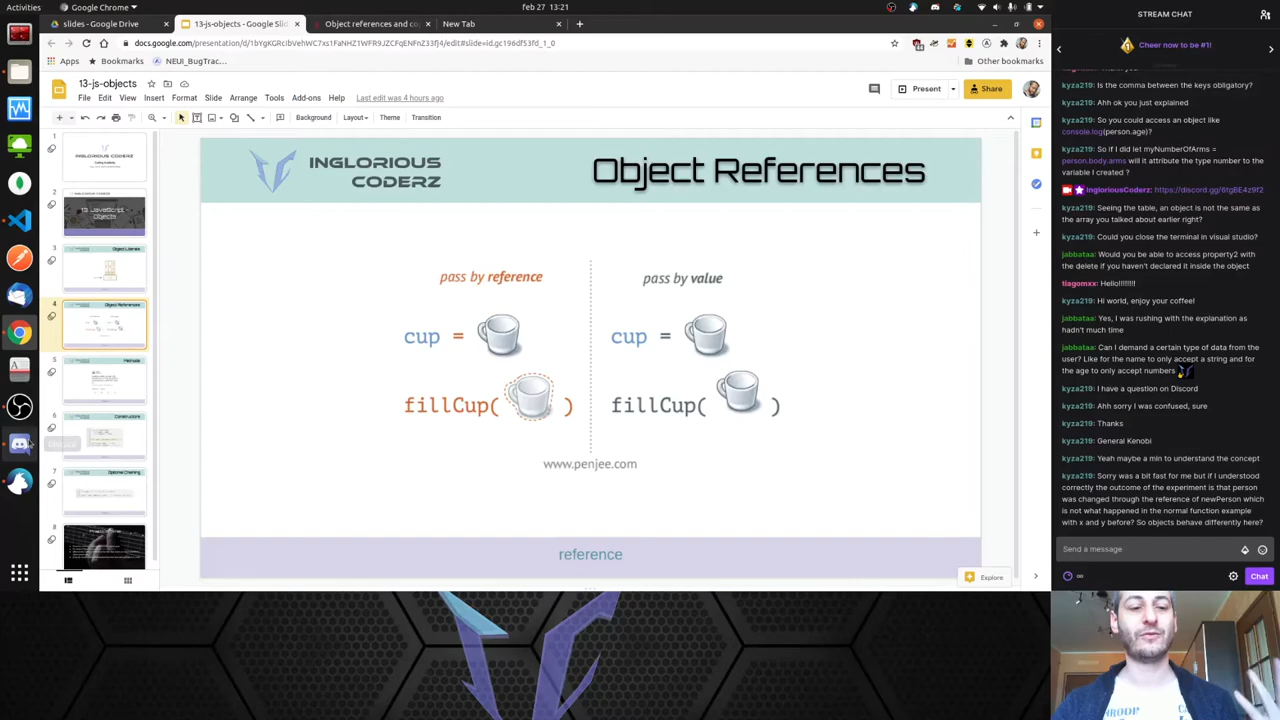 Activities
feb 27 13:21
slides - Google Drive
13-js-objects - Google Slid
Object references and co
New Tab
docs.google.com/presentation/d/1bYgKGRcIbVehWC7xs1FaNHZ1WFR9JZCFqENFnZ33fj4/edit#slide=id.gc196df53fd_1_0
Apps
Bookmarks
NEUI_BugTrac...
Other bookmarks
13-js-objects
File Edit View Insert Format Slide Arrange Tools Add-ons Help
Last edit was 4 hours ago
Present
Share
Background Layout Theme Transition
1
2
3
4
5
6
7
8
INGLORIOUS
CODERZ
Object References
pass by reference
pass by value
cup =
cup =
fillCup( )
fillCup( )
www.penjee.com
reference
Explore
STREAM CHAT
Cheer now to be #1!
kyza219: Is the comma between the keys obligatory?
kyza219: Ahh ok you just explained
kyza219: So you could access an object like
console.log(person.age)?
kyza219: So if I did let myNumberOfArms =
person.body.arms will it attribute the type number to the
variable I created ?
ingloriousCoderz: https://discord.gg/6tgBE4z9f2
kyza219: Seeing the table, an object is not the same as
the array you talked about earlier right?
kyza219: Could you close the terminal in visual studio?
jabbataa: Would you be able to access property2 with
the delete if you haven't declared it inside the object
tiagomxx: Hello!!!!!!!!
kyza219: Hi world, enjoy your coffee!
jabbataa: Yes, I was rushing with the explanation as
hadn't much time
jabbataa: Can I demand a certain type of data from the
user? Like for the name to only accept a string and for
the age to only accept numbers
kyza219: I have a question on Discord
kyza219: Ahh sorry I was confused, sure
kyza219: Thanks
kyza219: General Kenobi
kyza219: Yeah maybe a min to understand the concept
kyza219: Sorry was a bit fast for me but if I understood
correctly the outcome of the experiment is that person
was changed through the reference of newPerson which
is not what happened in the normal function example
with x and y before? So objects behave differently here?
Send a message
Chat